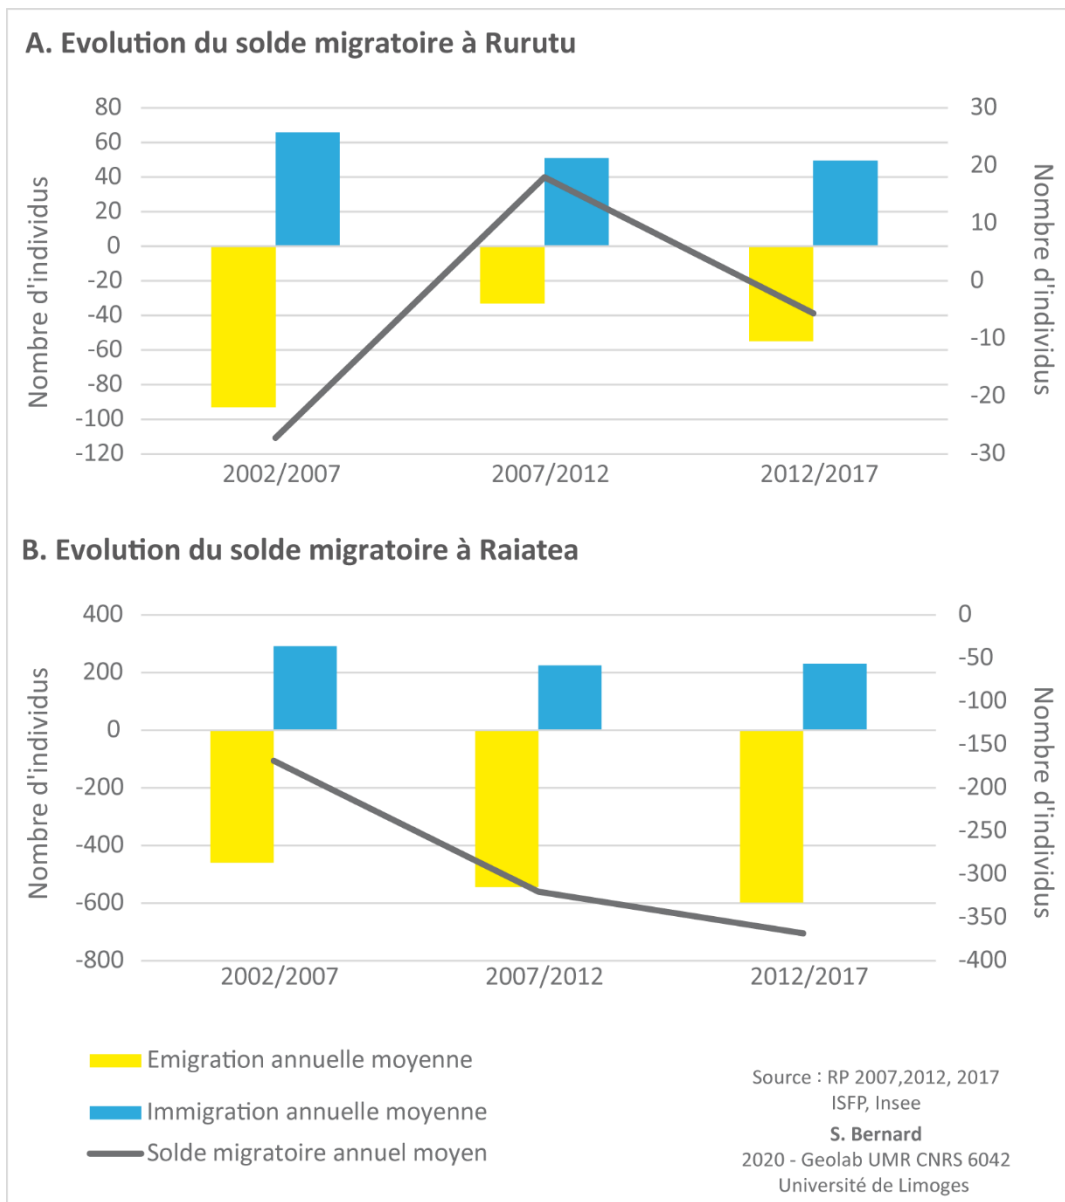 A. Evolution du solde migratoire à Rurutu
Nombre d'individus
80
60
40
20
0
-20
-40
-60
-80
-100
-120
30
20
10
0
-10
-20
-30
Nombre d'individus
2002/2007
2007/2012
2012/2017
B. Evolution du solde migratoire à Raiatea
Nombre d'individus
400
200
0
-200
-400
-600
-800
0
-50
-100
-150
-200
-250
-300
-350
-400
Nombre d'individus
2002/2007
2007/2012
2012/2017
Emigration annuelle moyenne
Immigration annuelle moyenne
Solde migratoire annuel moyen
Source : RP 2007,2012, 2017
ISFP, Insee
S. Bernard
2020 - Geolab UMR CNRS 6042
Université de Limoges